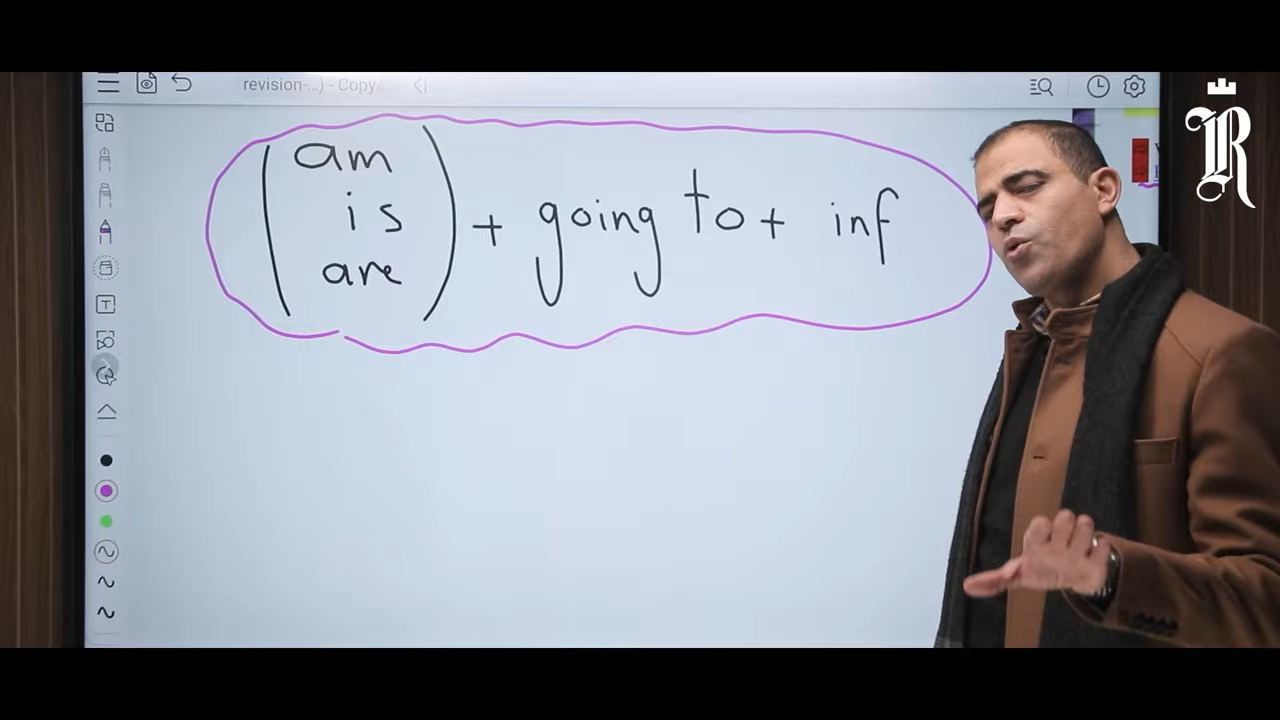 revision-...) - Copy
am
is
are
+ going to + inf
R